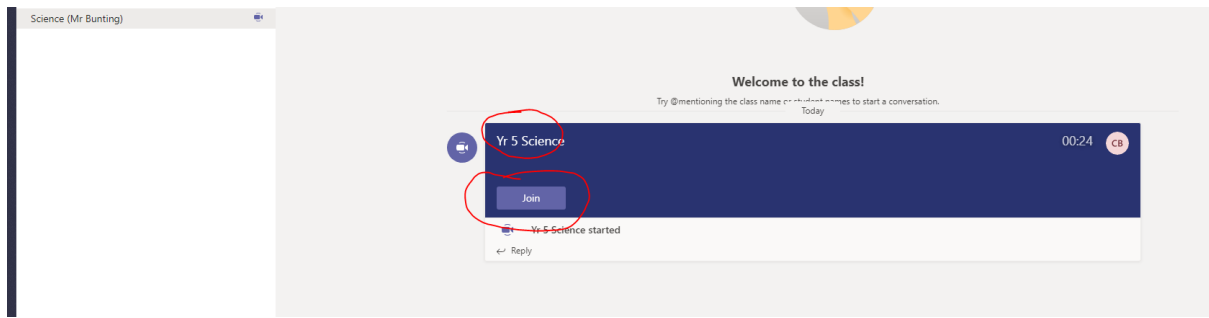 Science (Mr Bunting)
Welcome to the class!
Try @mentioning the class name or student names to start a conversation.
Today
Yr 5 Science
00:24
CB
Join
Yr 5 Science started
Reply